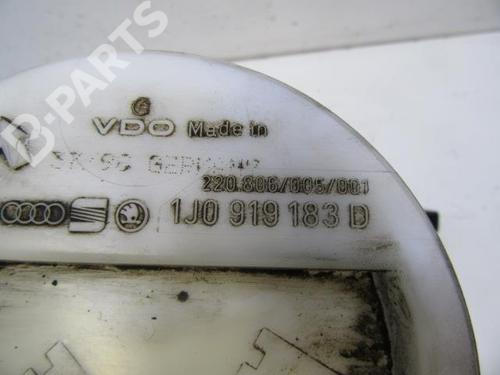 B-PARTS
VDO Made in
GERMANY
220.806/005/001
1J0 919 183 D